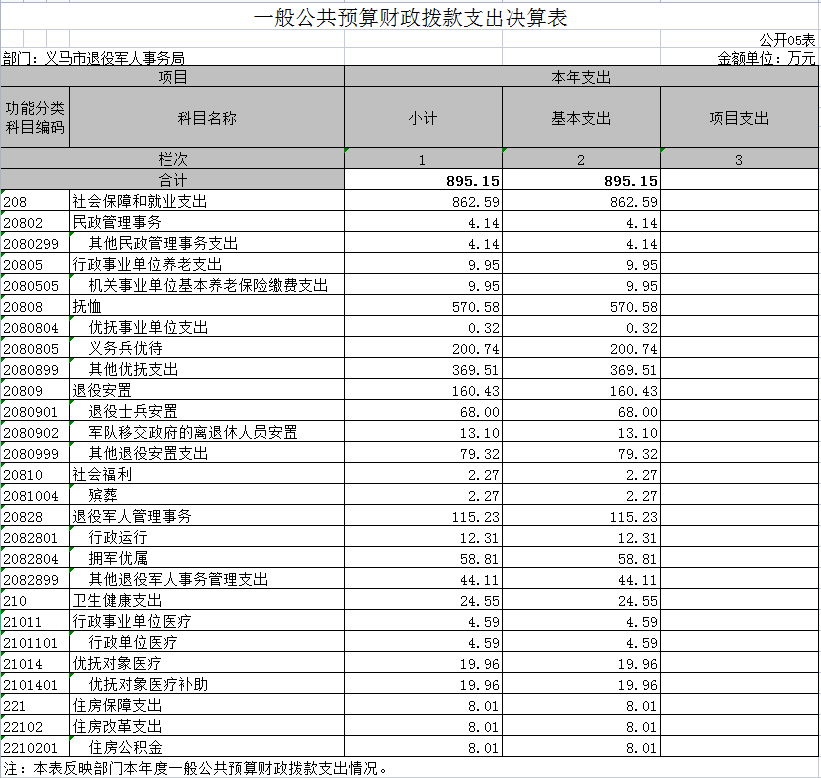 一般公共预算财政拨款支出决算表
公开05表
部门：义马市退役军人事务局 金额单位：万元
项目 本年支出
功能分类科目编码 科目名称 小计 基本支出 项目支出
栏次 1 2 3
合计 895.15 895.15
208 社会保障和就业支出 862.59 862.59
20802 民政管理事务 4.14 4.14
2080299 其他民政管理事务支出 4.14 4.14
20805 行政事业单位养老支出 9.95 9.95
2080505 机关事业单位基本养老保险缴费支出 9.95 9.95
20808 抚恤 570.58 570.58
2080804 优抚事业单位支出 0.32 0.32
2080805 义务兵优待 200.74 200.74
2080899 其他优抚支出 369.51 369.51
20809 退役安置 160.43 160.43
2080901 退役士兵安置 68.00 68.00
2080902 军队移交政府的离退休人员安置 13.10 13.10
2080999 其他退役安置支出 79.32 79.32
20810 社会福利 2.27 2.27
2081004 殡葬 2.27 2.27
20828 退役军人管理事务 115.23 115.23
2082801 行政运行 12.31 12.31
2082804 拥军优属 58.81 58.81
2082899 其他退役军人事务管理支出 44.11 44.11
210 卫生健康支出 24.55 24.55
21011 行政事业单位医疗 4.59 4.59
2101101 行政单位医疗 4.59 4.59
21014 优抚对象医疗 19.96 19.96
2101401 优抚对象医疗补助 19.96 19.96
221 住房保障支出 8.01 8.01
22102 住房改革支出 8.01 8.01
2210201 住房公积金 8.01 8.01
注：本表反映部门本年度一般公共预算财政拨款支出情况。